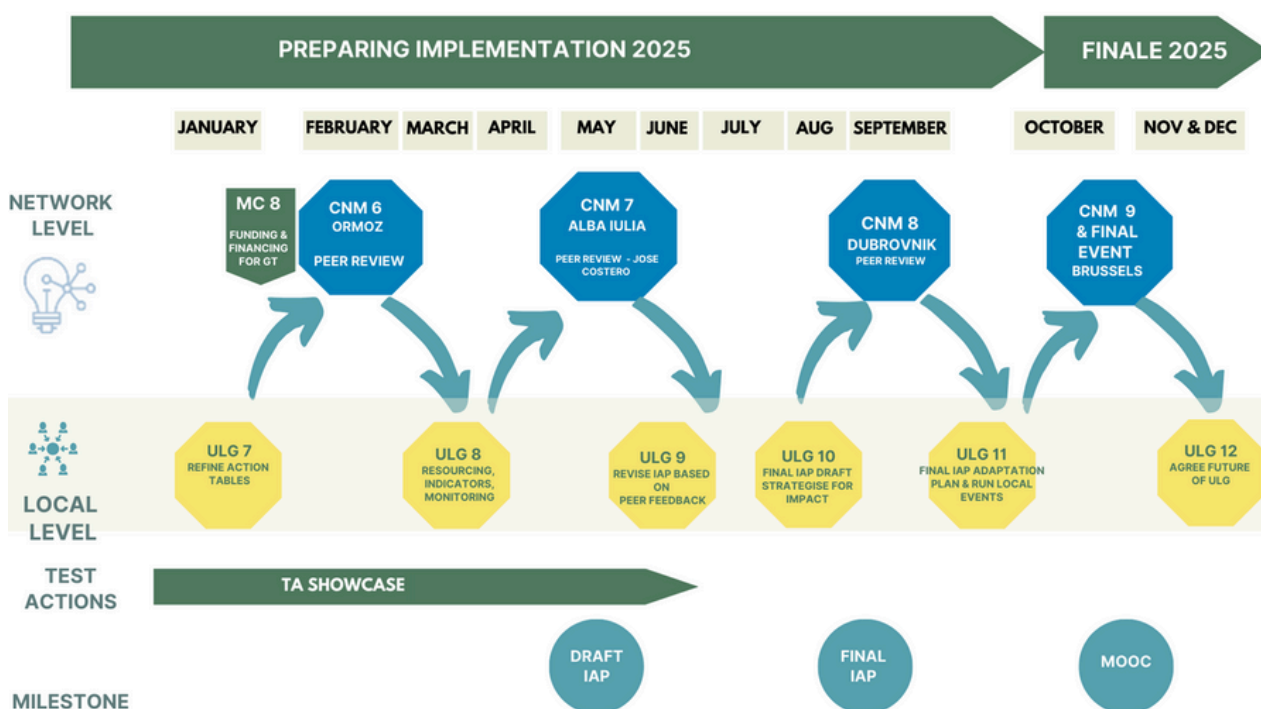 PREPARING IMPLEMENTATION 2025
FINALE 2025
JANUARY
FEBRUARY
MARCH
APRIL
MAY
JUNE
JULY
AUG
SEPTEMBER
OCTOBER
NOV & DEC
NETWORK
LEVEL
MC 8
FUNDING &
FINANCING
FOR GT
CNM 6
ORMOZ
PEER REVIEW
CNM 7
ALBA IULIA
PEER REVIEW - JOSE
COSTERO
CNM 8
DUBROVNIK
PEER REVIEW
CNM 9
& FINAL
EVENT
BRUSSELS
LOCAL
LEVEL
ULG 7
REFINE ACTION
TABLES
ULG 8
RESOURCING,
INDICATORS,
MONITORING
ULG 9
REVISE IAP BASED
ON
PEER FEEDBACK
ULG 10
FINAL IAP DRAFT
STRATEGISE FOR
IMPACT
ULG 11
FINAL IAP ADAPTATION
PLAN & RUN LOCAL
EVENTS
ULG 12
AGREE FUTURE
OF ULG
TEST
ACTIONS
TA SHOWCASE
MILESTONE
DRAFT
IAP
FINAL
IAP
MOOC